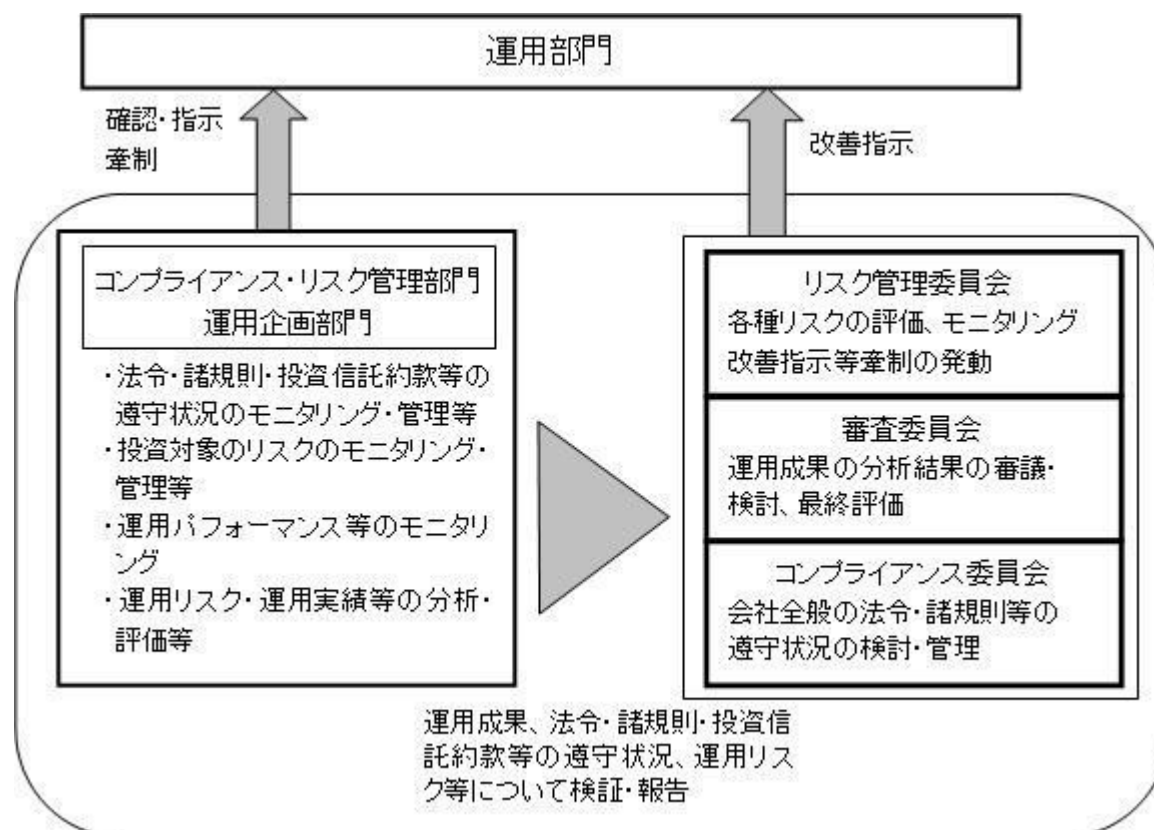 運用部門
確認・指示
牽制
改善指示
コンプライアンス・リスク管理部門
運用企画部門
・法令・諸規則・投資信託約款等の
遵守状況のモニタリング・管理等
・投資対象のリスクのモニタリング・
管理等
・運用パフォーマンス等のモニタリ
ング
・運用リスク・運用実績等の分析・
評価等
リスク管理委員会
各種リスクの評価、モニタリング
改善指示等牽制の発動
審査委員会
運用成果の分析結果の審議・
検討、最終評価
コンプライアンス委員会
会社全般の法令・諸規則等の
遵守状況の検討・管理
運用成果、法令・諸規則・投資信
託約款等の遵守状況、運用リス
ク等について検証・報告